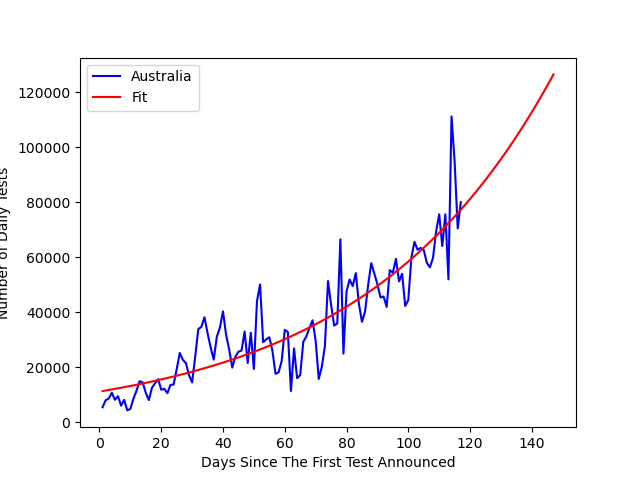 Australia
Fit
Number of Daily Tests
120000
100000
80000
60000
40000
20000
0
0 20 40 60 80 100 120 140
Days Since The First Test Announced